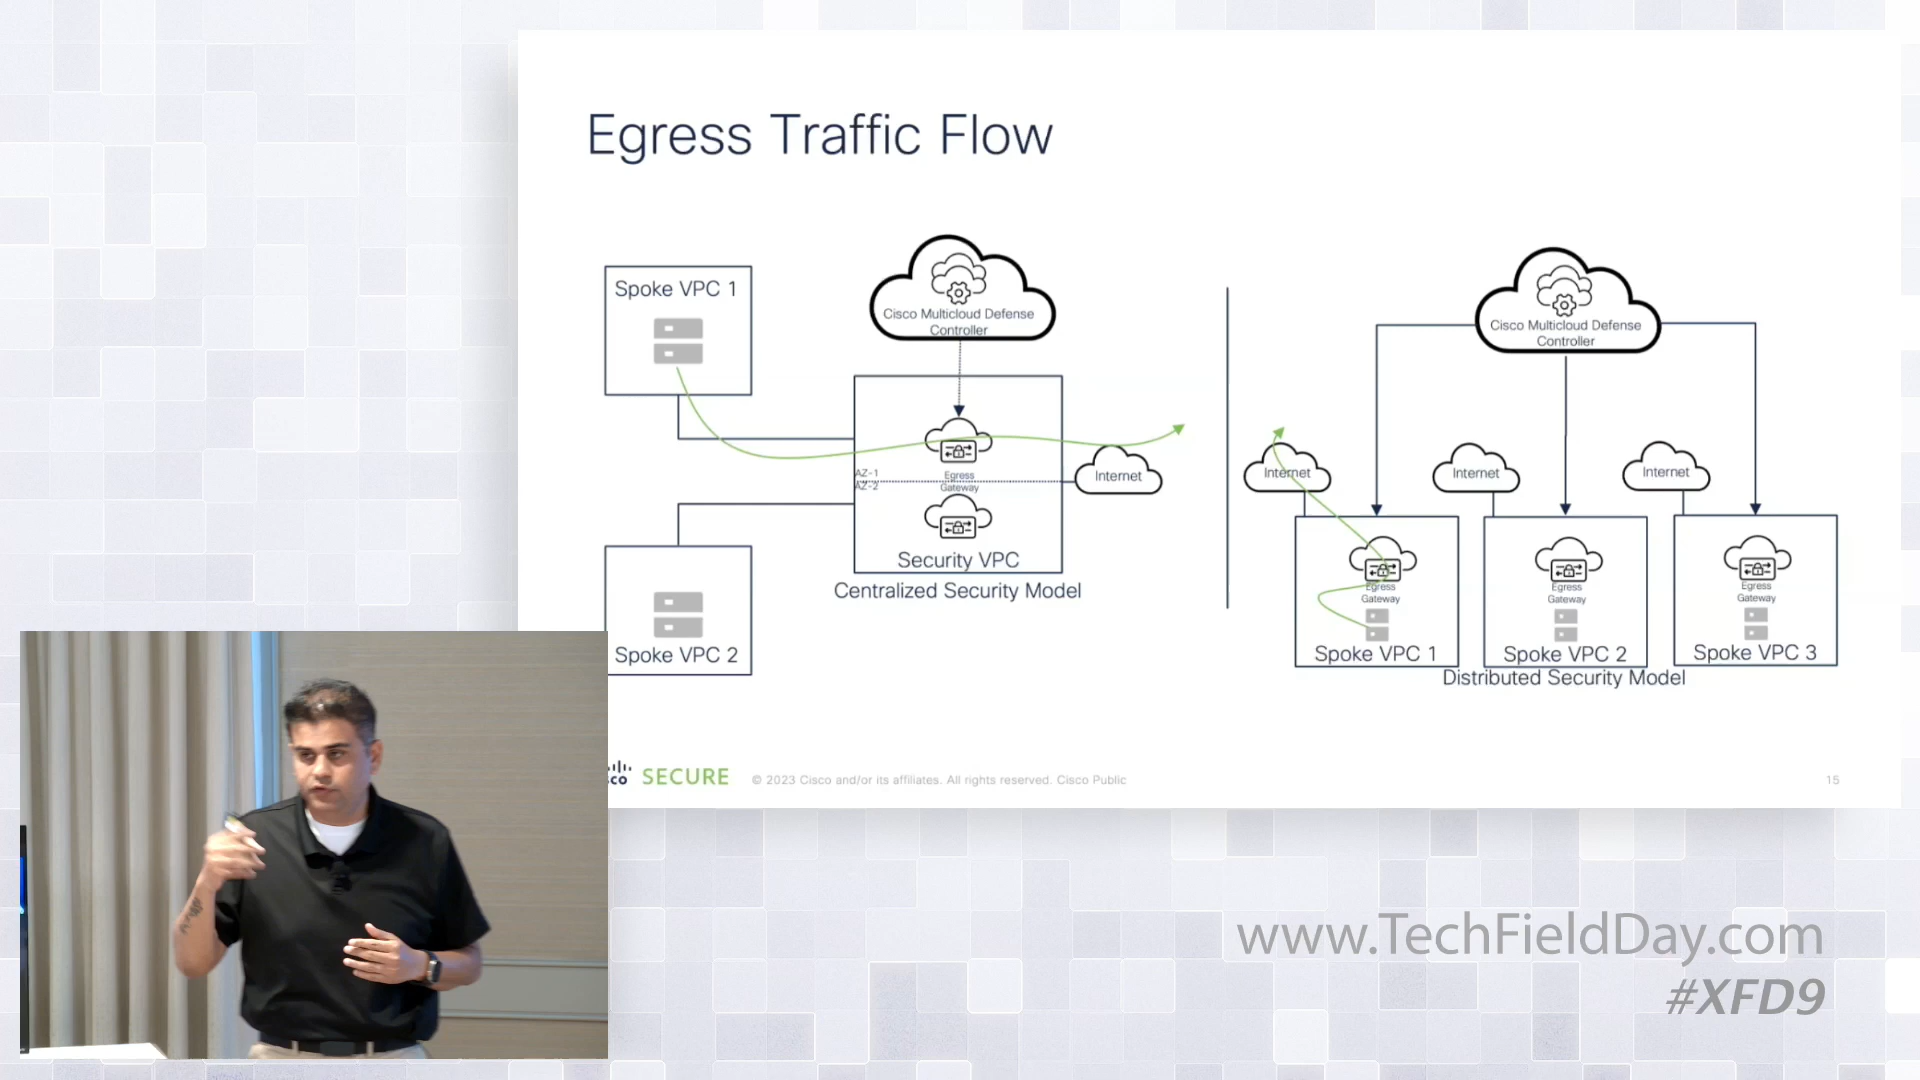 Egress Traffic Flow
Spoke VPC 1
Cisco Multicloud Defense
Controller
AZ-1
AZ-2
Egress
Gateway
Internet
Security VPC
Centralized Security Model
Spoke VPC 2
Cisco Multicloud Defense
Controller
Internet
Internet
Internet
Egress
Gateway
Spoke VPC 1
Egress
Gateway
Spoke VPC 2
Egress
Gateway
Spoke VPC 3
Distributed Security Model
SECURE
© 2023 Cisco and/or its affiliates. All rights reserved. Cisco Public
15
www.TechFieldDay.com
#XFD9